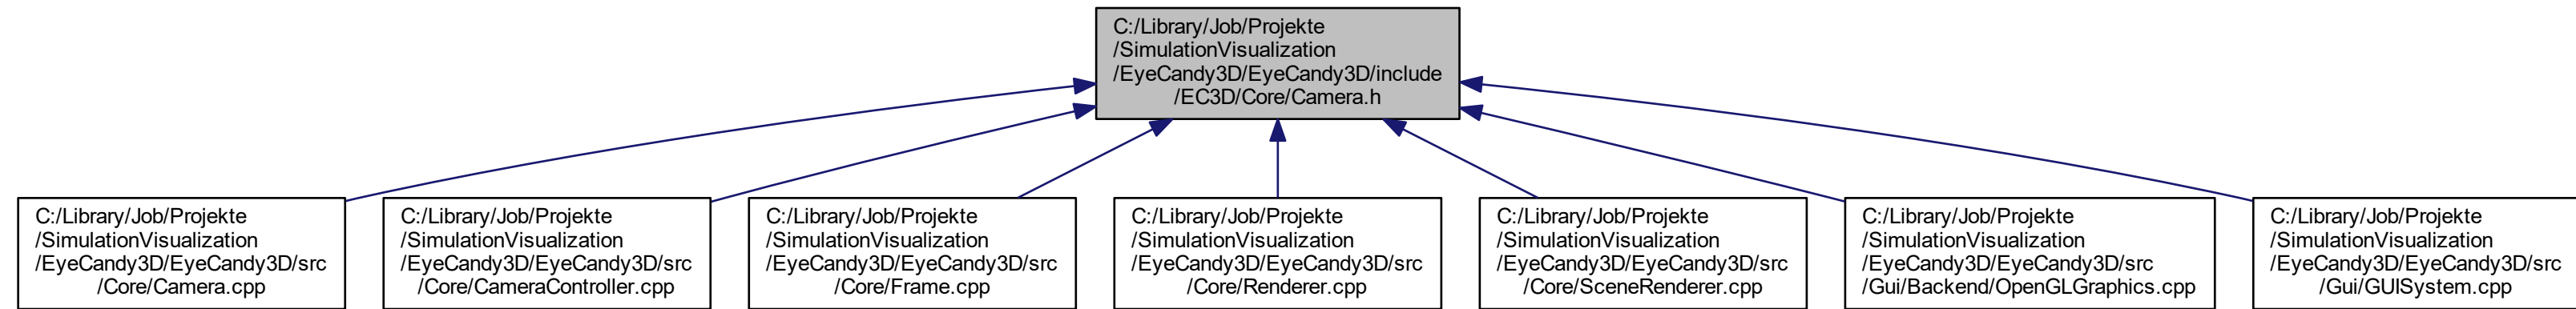 C:/Library/Job/Projekte
/SimulationVisualization
/EyeCandy3D/EyeCandy3D/include
/EC3D/Core/Camera.h
C:/Library/Job/Projekte
/SimulationVisualization
/EyeCandy3D/EyeCandy3D/src
/Core/Camera.cpp
C:/Library/Job/Projekte
/SimulationVisualization
/EyeCandy3D/EyeCandy3D/src
/Core/CameraController.cpp
C:/Library/Job/Projekte
/SimulationVisualization
/EyeCandy3D/EyeCandy3D/src
/Core/Frame.cpp
C:/Library/Job/Projekte
/SimulationVisualization
/EyeCandy3D/EyeCandy3D/src
/Core/Renderer.cpp
C:/Library/Job/Projekte
/SimulationVisualization
/EyeCandy3D/EyeCandy3D/src
/Core/SceneRenderer.cpp
C:/Library/Job/Projekte
/SimulationVisualization
/EyeCandy3D/EyeCandy3D/src
/Gui/Backend/OpenGLGraphics.cpp
C:/Library/Job/Projekte
/SimulationVisualization
/EyeCandy3D/EyeCandy3D/src
/Gui/GUISystem.cpp